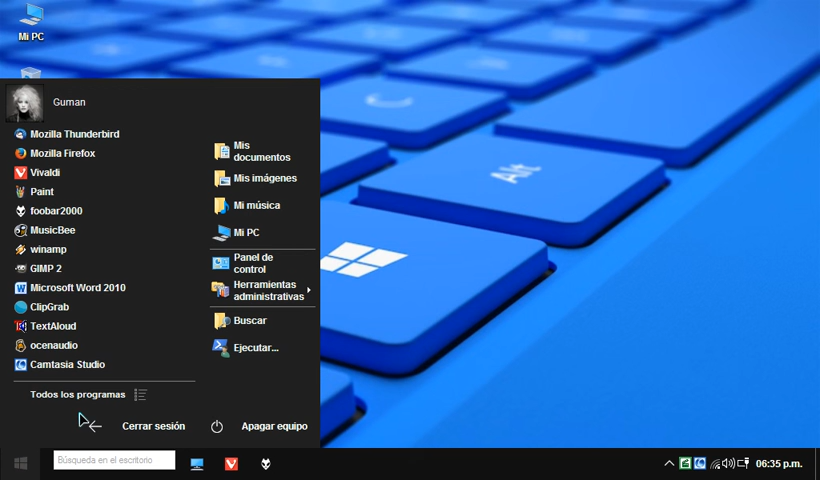 Mi PC
Guman
Mozilla Thunderbird
Mozilla Firefox
Vivaldi
Paint
foobar2000
MusicBee
winamp
GIMP 2
Microsoft Word 2010
ClipGrab
TextAloud
ocenaudio
Camtasia Studio
Todos los programas
Mis
documentos
Mis imágenes
Mi música
Mi PC
Panel de
control
Herramientas
administrativas
Buscar
Ejecutar...
Cerrar sesión
Apagar equipo
C
Alt
Búsqueda en el escritorio
06:35 p.m.